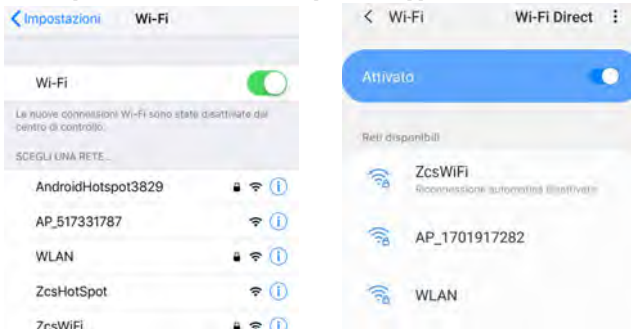 Impostazioni
Wi-Fi
Wi-Fi
Le nuove connessioni Wi-Fi sono state disattivate dal
centro di controllo.
SCEGLI UNA RETE...
AndroidHotspot3829
AP_517331787
WLAN
ZcsHotSpot
ZcsWiFi
Wi-Fi
Wi-Fi Direct
Attivato
Reti disponibili
ZcsWiFi
Riconnessione automatica disattivata
AP_1701917282
WLAN